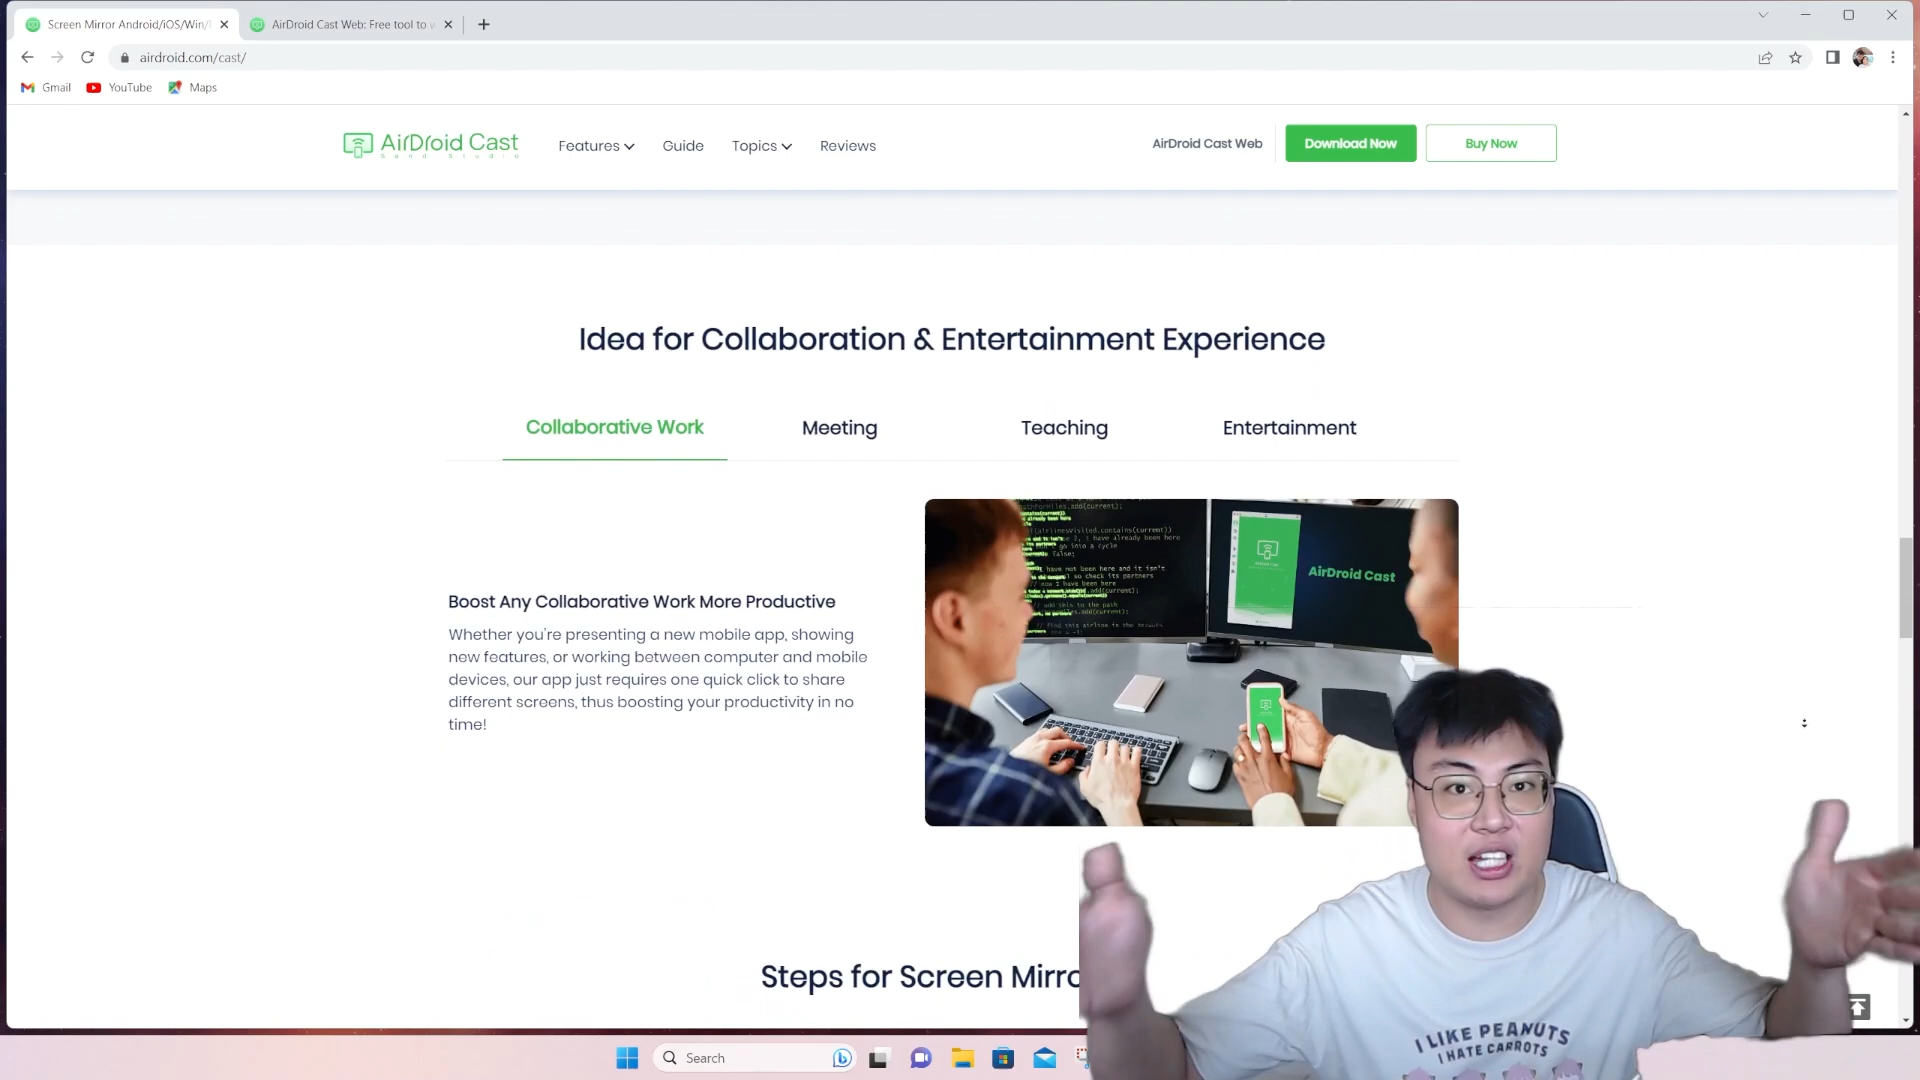 Screen Mirror Android/iOS/Win/
AirDroid Cast Web: Free tool to
airdroid.com/cast/
Gmail
YouTube
Maps
AirDroid Cast
Sand Studio
Features
Guide
Topics
Reviews
AirDroid Cast Web
Download Now
Buy Now
Idea for Collaboration & Entertainment Experience
Collaborative Work
Meeting
Teaching
Entertainment
Boost Any Collaborative Work More Productive
Whether you're presenting a new mobile app, showing
new features, or working between computer and mobile
devices, our app just requires one quick click to share
different screens, thus boosting your productivity in no
time!
AirDroid Cast
Steps for Screen Mirro
I LIKE PEANUTS
I HATE CARROTS
Search